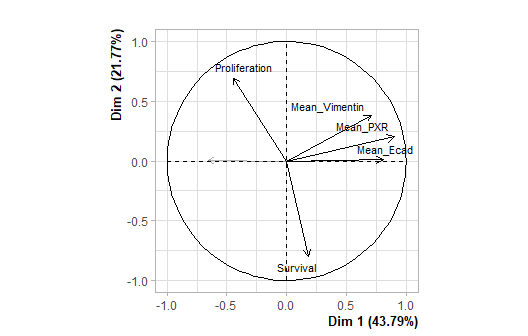 1.0
0.5
0.0
-0.5
-1.0
Dim 2 (21.77%)
Proliferation
Mean_Vimentin
Mean_PXR
Mean_Ecad
Survival
-1.0
-0.5
0.0
0.5
1.0
Dim 1 (43.79%)